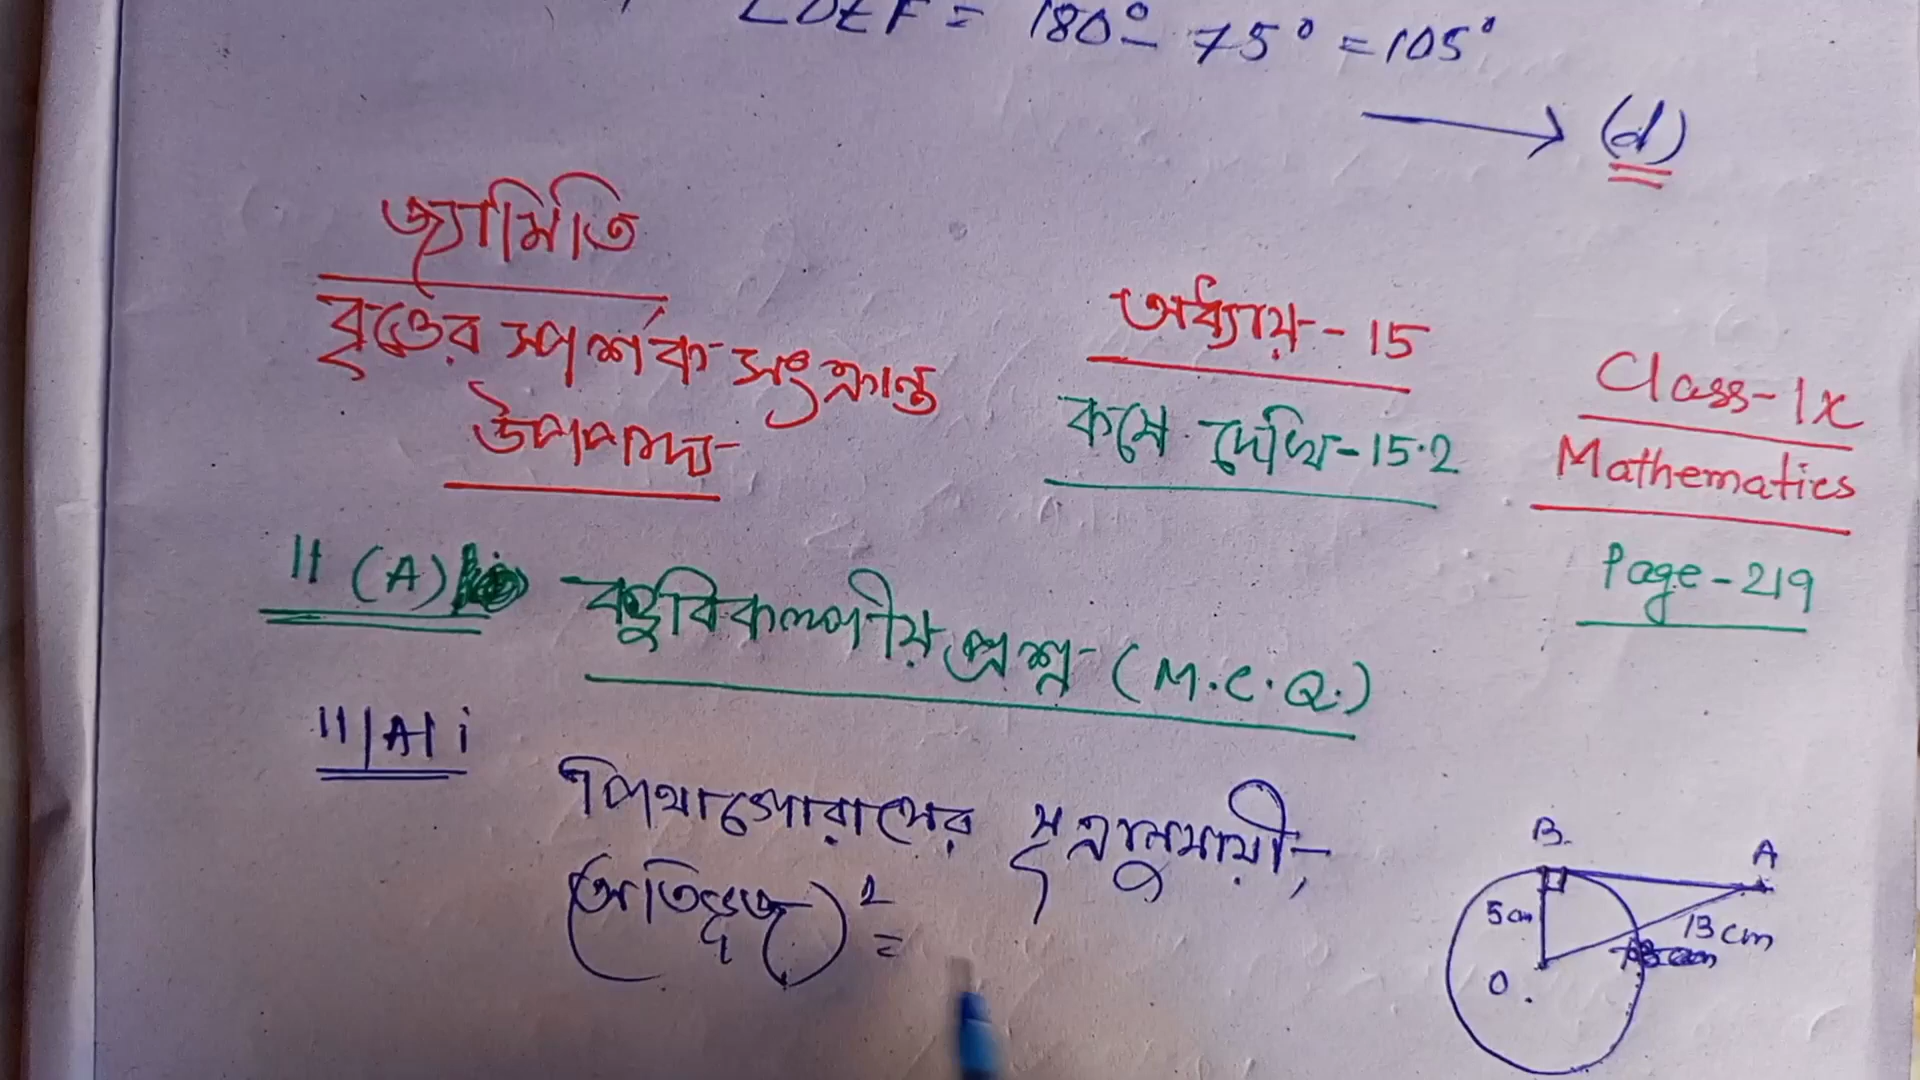 ∠DEF = 180° - 75° = 105°
→ (d)
জ্যামিতি
বৃত্তের স্পর্শক সংক্রান্ত
উপপাদ্য
অধ্যায় - 15
কষে দেখি - 15.2
Class - IX
Mathematics
Page - 219
11 (A)
বহুবিকল্পীয় প্রশ্ন (M.C.Q.)
11|A| i
পিথাগোরাসের সূত্রানুযায়ী,
(অতিভুজ)² =
B
A
5 cm
13 cm
O